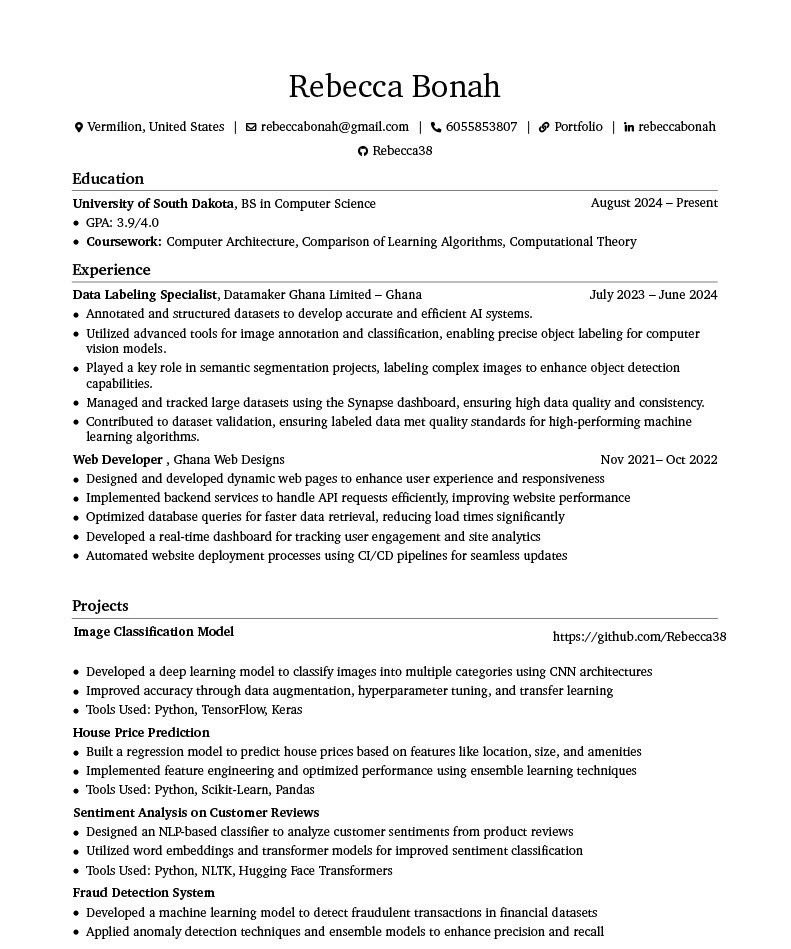 Rebecca Bonah
Vermilion, United States | rebeccabonah@gmail.com | 6055853807 | Portfolio | rebeccabonah
Rebecca38
Education
University of South Dakota, BS in Computer Science August 2024 – Present
• GPA: 3.9/4.0
• Coursework: Computer Architecture, Comparison of Learning Algorithms, Computational Theory
Experience
Data Labeling Specialist, Datamaker Ghana Limited – Ghana July 2023 – June 2024
• Annotated and structured datasets to develop accurate and efficient AI systems.
• Utilized advanced tools for image annotation and classification, enabling precise object labeling for computer
vision models.
• Played a key role in semantic segmentation projects, labeling complex images to enhance object detection
capabilities.
• Managed and tracked large datasets using the Synapse dashboard, ensuring high data quality and consistency.
• Contributed to dataset validation, ensuring labeled data met quality standards for high-performing machine
learning algorithms.
Web Developer , Ghana Web Designs Nov 2021– Oct 2022
• Designed and developed dynamic web pages to enhance user experience and responsiveness
• Implemented backend services to handle API requests efficiently, improving website performance
• Optimized database queries for faster data retrieval, reducing load times significantly
• Developed a real-time dashboard for tracking user engagement and site analytics
• Automated website deployment processes using CI/CD pipelines for seamless updates
Projects
Image Classification Model https://github.com/Rebecca38
• Developed a deep learning model to classify images into multiple categories using CNN architectures
• Improved accuracy through data augmentation, hyperparameter tuning, and transfer learning
• Tools Used: Python, TensorFlow, Keras
House Price Prediction
• Built a regression model to predict house prices based on features like location, size, and amenities
• Implemented feature engineering and optimized performance using ensemble learning techniques
• Tools Used: Python, Scikit-Learn, Pandas
Sentiment Analysis on Customer Reviews
• Designed an NLP-based classifier to analyze customer sentiments from product reviews
• Utilized word embeddings and transformer models for improved sentiment classification
• Tools Used: Python, NLTK, Hugging Face Transformers
Fraud Detection System
• Developed a machine learning model to detect fraudulent transactions in financial datasets
• Applied anomaly detection techniques and ensemble models to enhance precision and recall